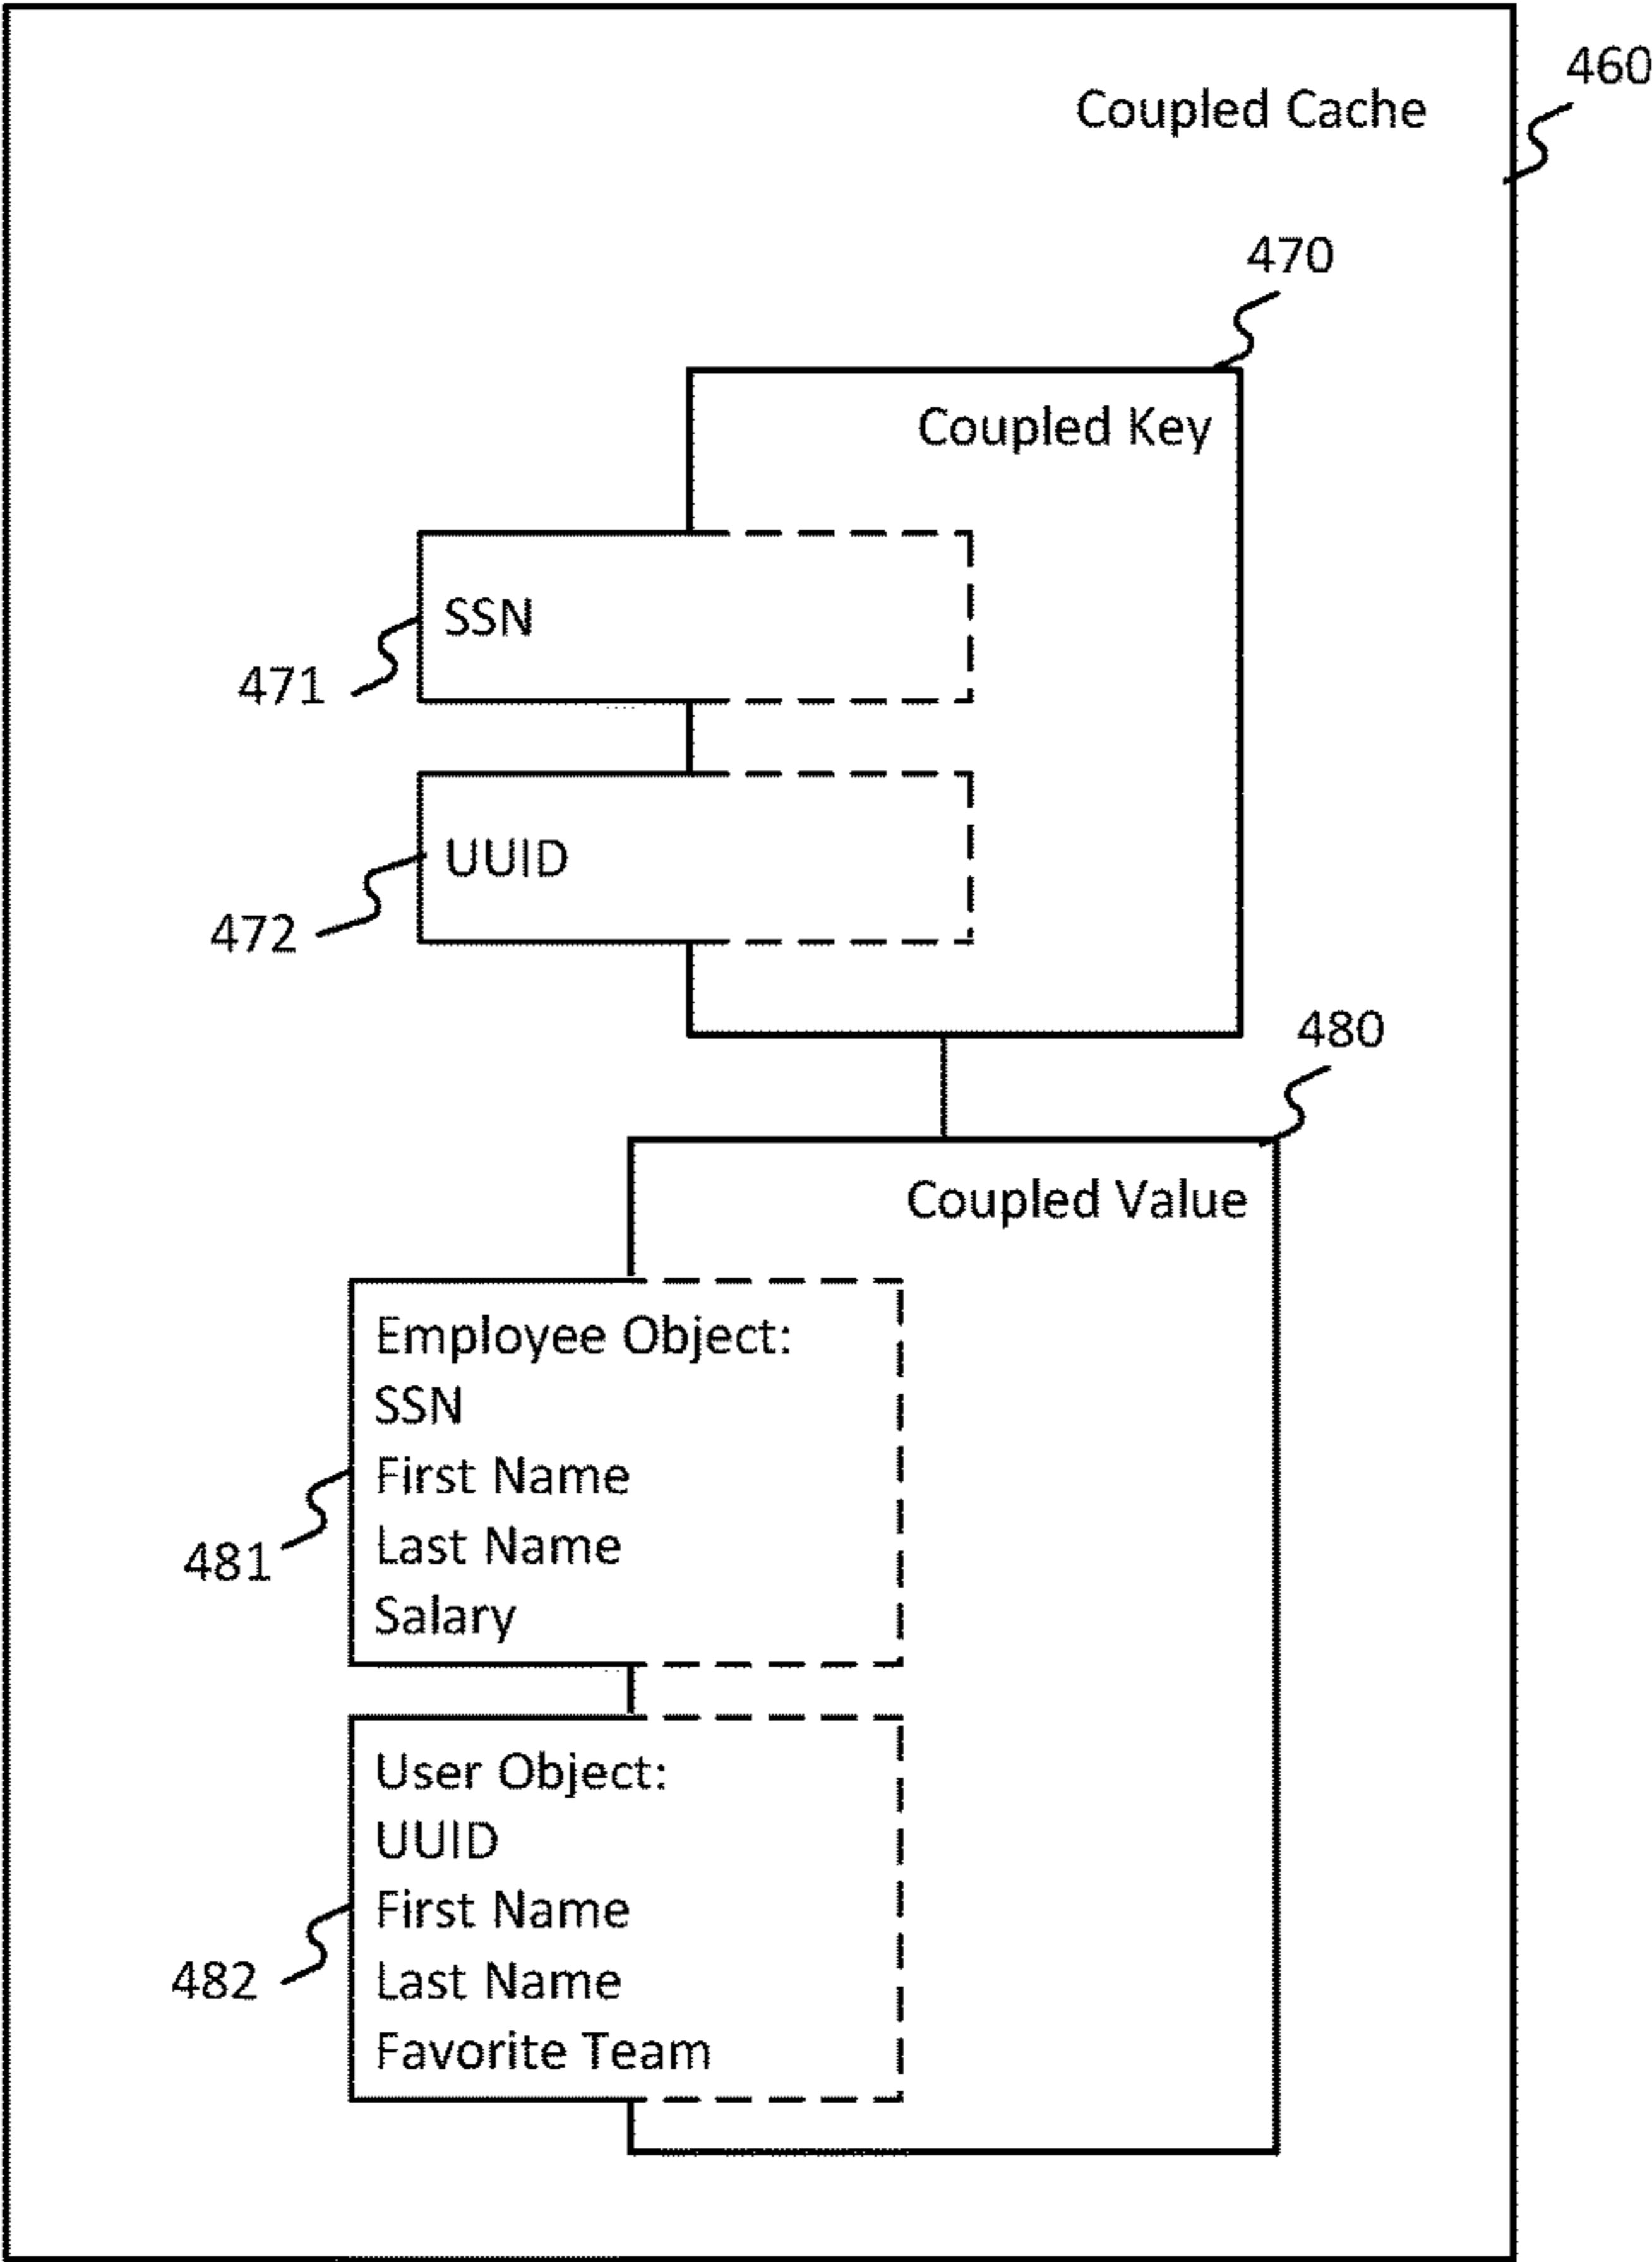 460
Coupled Cache
470
Coupled Key
SSN
471
UUID
472
480
Coupled Value
Employee Object:
SSN
First Name
Last Name
Salary
481
User Object:
UUID
First Name
Last Name
Favorite Team
482